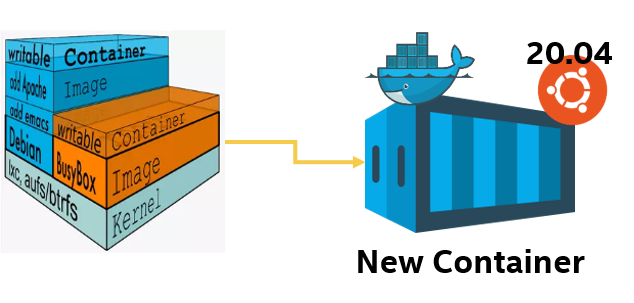 writable Container
add Apache Image
add emacs
writable Container
Debian
BusyBox Image
lxc, aufs/btrfs
Kernel
20.04
New Container